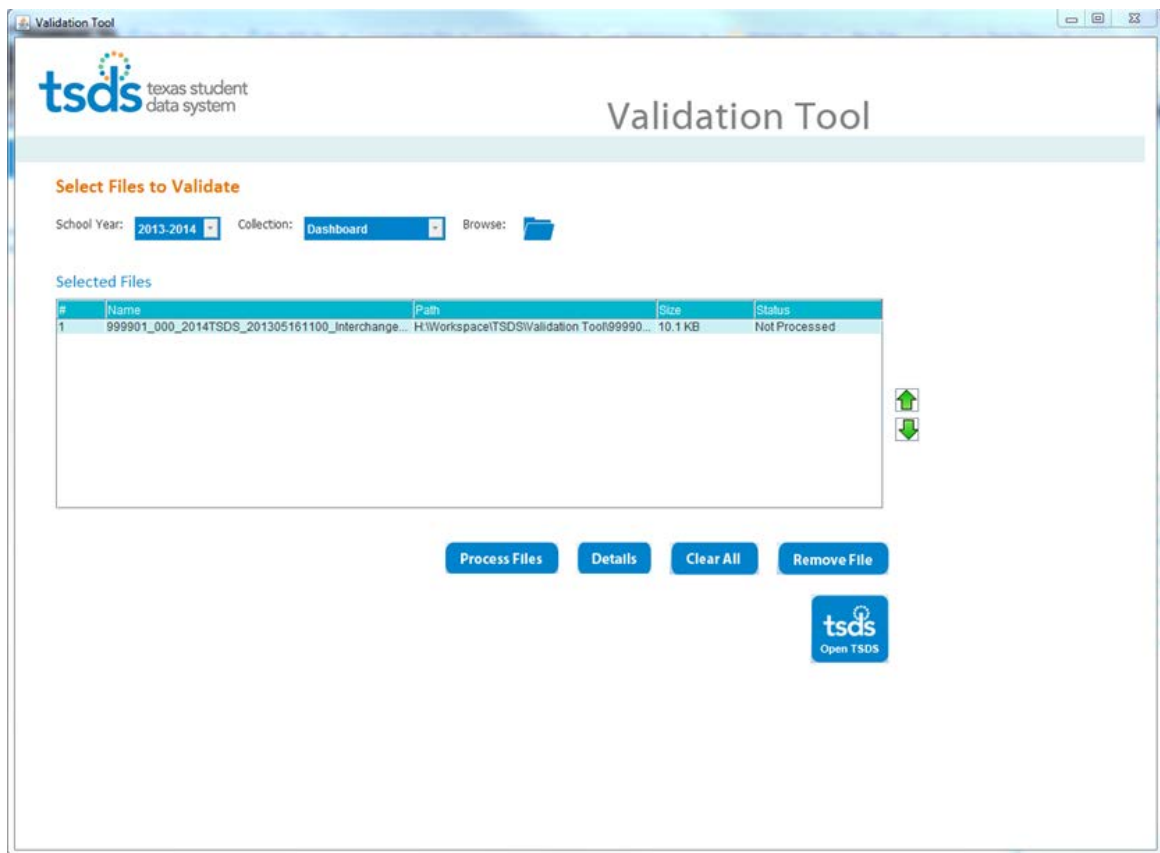 Validation Tool
tsds texas student
data system
Validation Tool
Select Files to Validate
School Year: 2013-2014 Collection: Dashboard Browse:
Selected Files
# Name Path Size Status
1 999901_000_2014TSDS_201305161100_Interchange... H:\Workspace\TSDS\Validation Tool\99990... 10.1 KB Not Processed
Process Files Details Clear All Remove File
tsds
Open TSDS